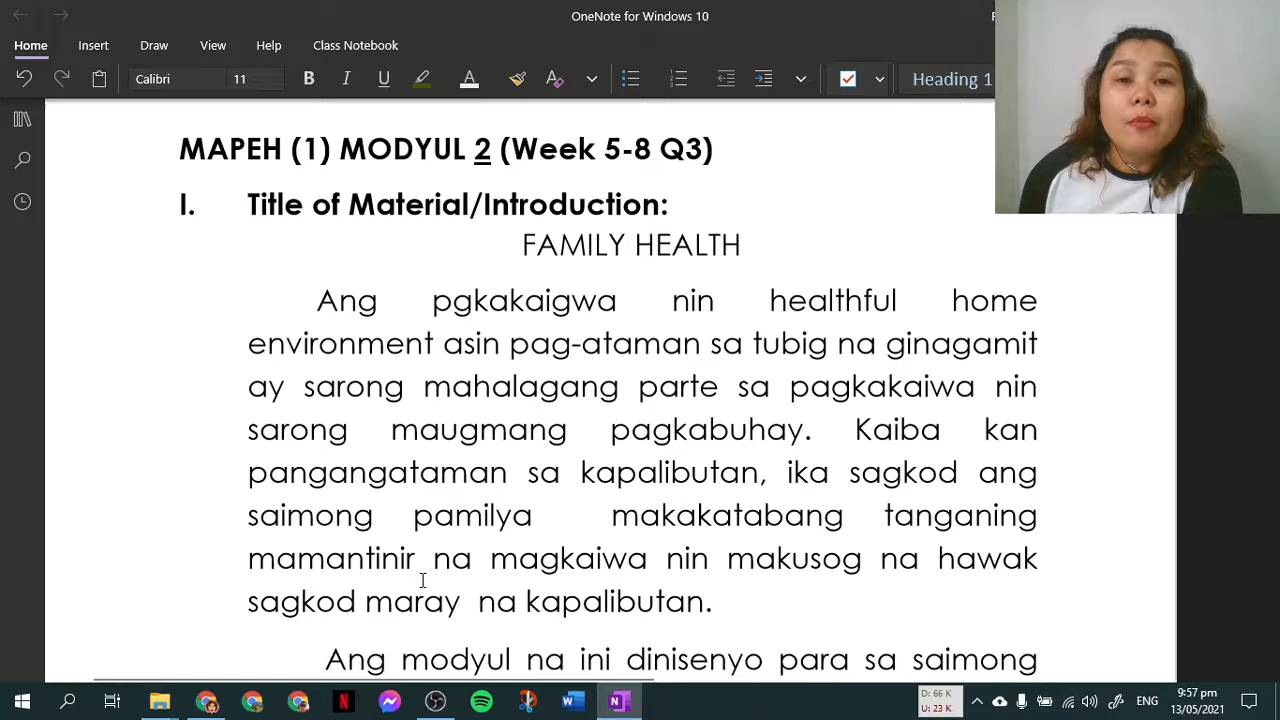 OneNote for Windows 10
Home Insert Draw View Help Class Notebook
Calibri 11 B I U A Heading 1
MAPEH (1) MODYUL 2 (Week 5-8 Q3)
I. Title of Material/Introduction:
FAMILY HEALTH
Ang pgkakaigwa nin healthful home
environment asin pag-ataman sa tubig na ginagamit
ay sarong mahalagang parte sa pagkakaiwa nin
sarong maugmang pagkabuhay. Kaiba kan
pangangataman sa kapalibutan, ika sagkod ang
saimong pamilya makakatabang tanganing
mamantinir na magkaiwa nin makusog na hawak
sagkod maray na kapalibutan.
Ang modyul na ini dinisenyo para sa saimong
D: 66 K
U: 23 K
ENG
9:57 pm
13/05/2021